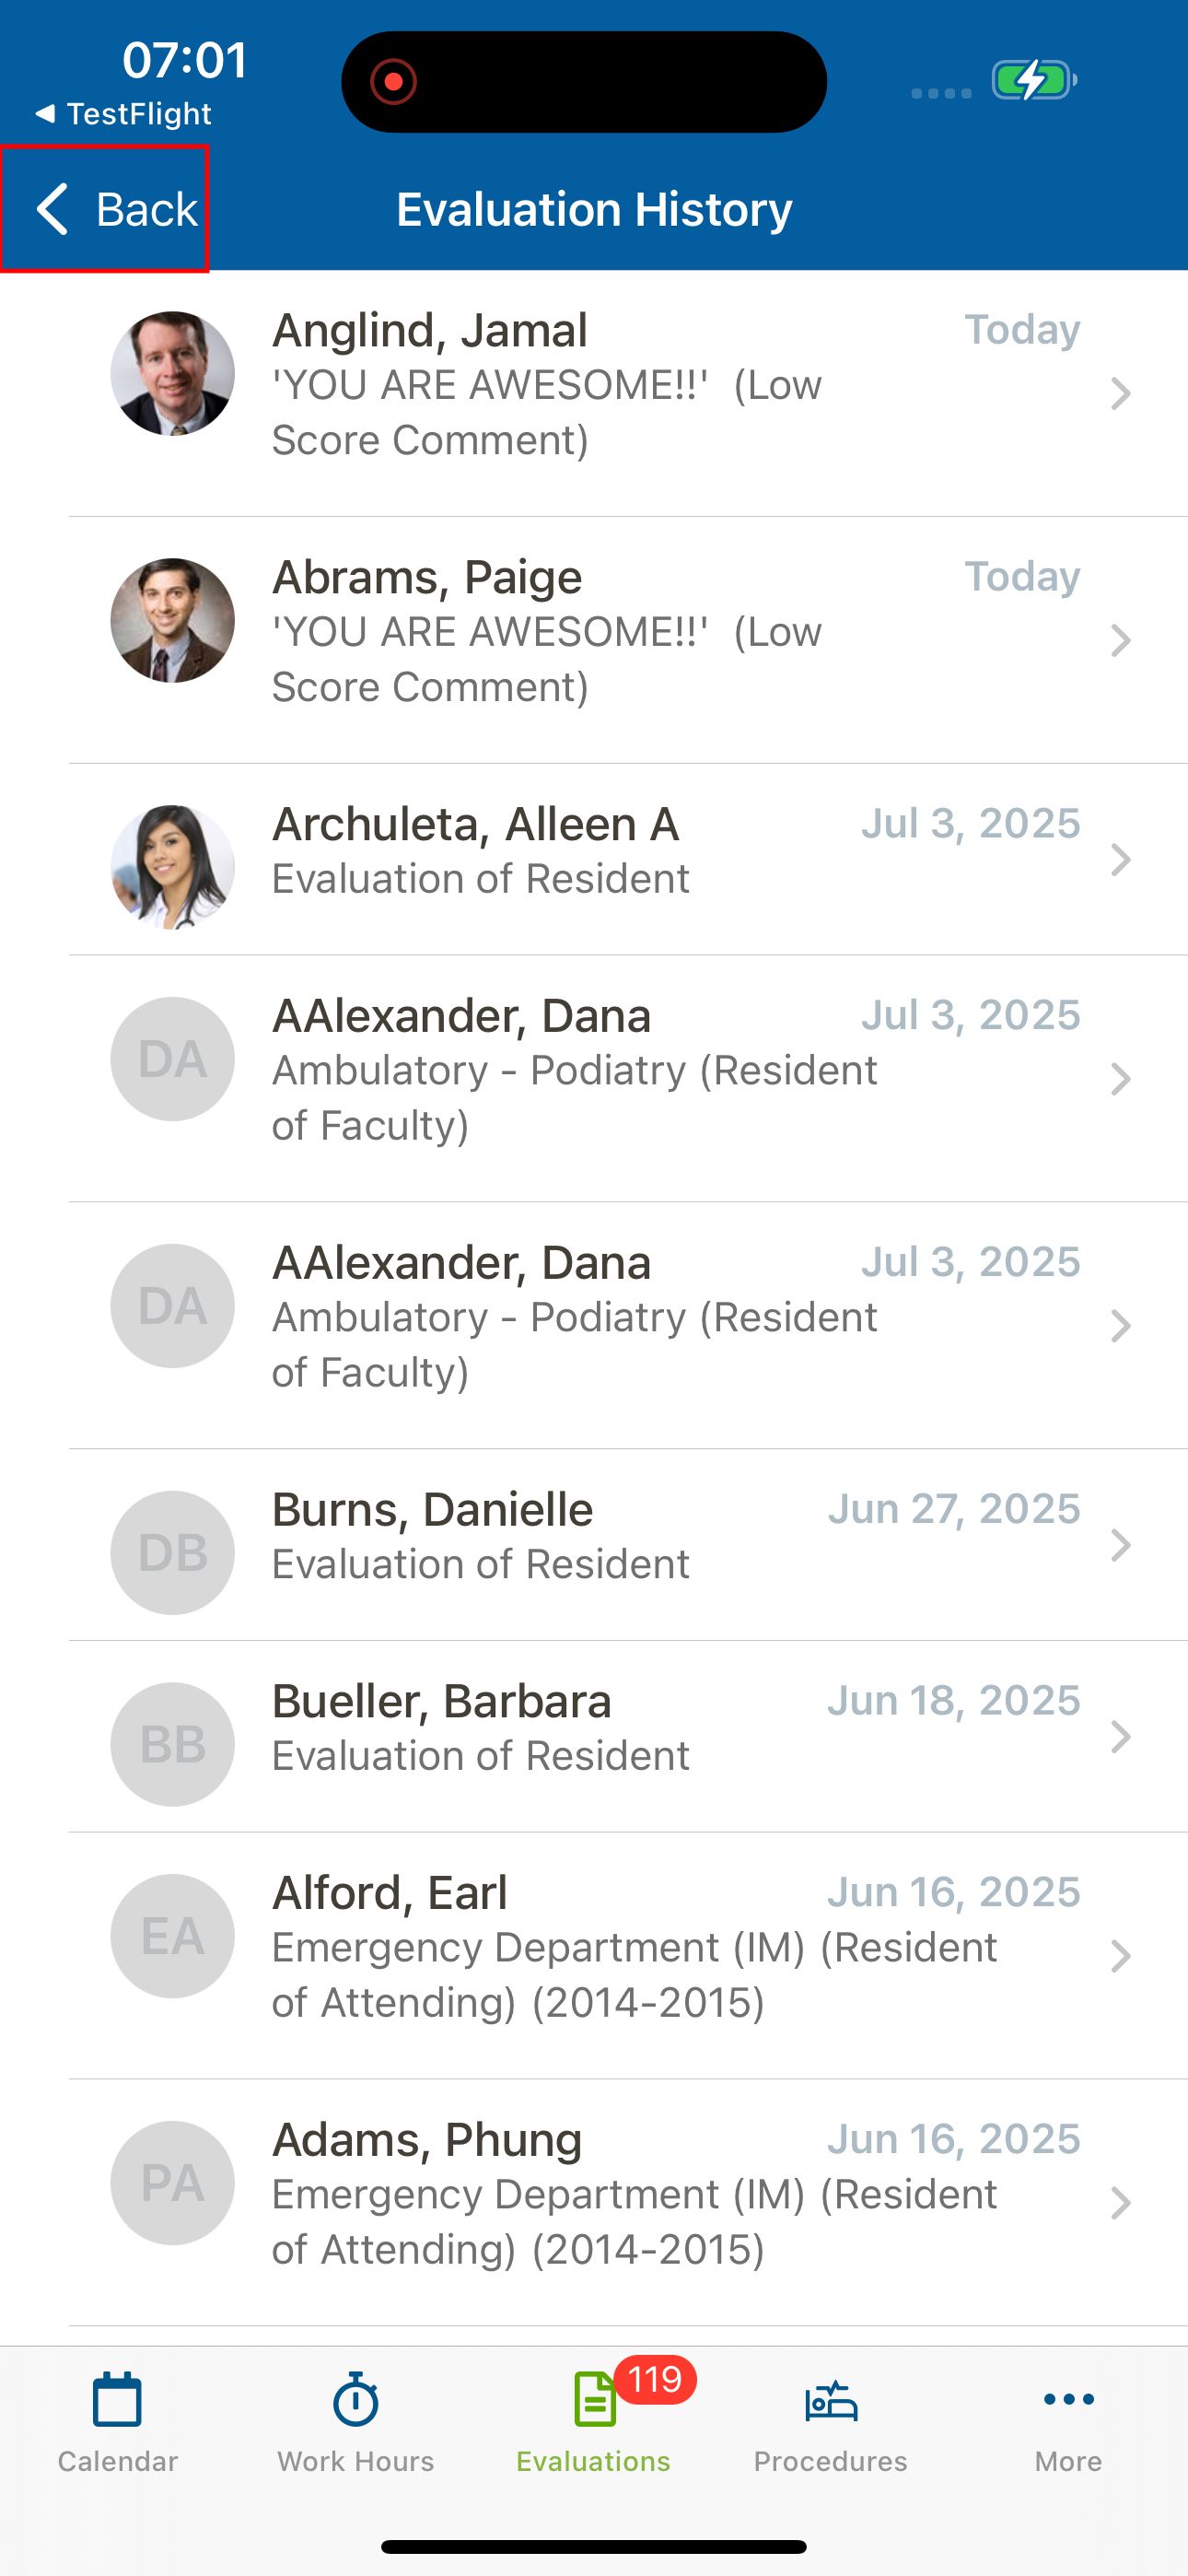 07:01
◀ TestFlight
Back
Evaluation History
Anglind, Jamal
Today
'YOU ARE AWESOME!!'  (Low
Score Comment)
Abrams, Paige
Today
'YOU ARE AWESOME!!'  (Low
Score Comment)
Archuleta, Alleen A
Jul 3, 2025
Evaluation of Resident
DA
AAlexander, Dana
Jul 3, 2025
Ambulatory - Podiatry (Resident
of Faculty)
DA
AAlexander, Dana
Jul 3, 2025
Ambulatory - Podiatry (Resident
of Faculty)
DB
Burns, Danielle
Jun 27, 2025
Evaluation of Resident
BB
Bueller, Barbara
Jun 18, 2025
Evaluation of Resident
EA
Alford, Earl
Jun 16, 2025
Emergency Department (IM) (Resident
of Attending) (2014-2015)
PA
Adams, Phung
Jun 16, 2025
Emergency Department (IM) (Resident
of Attending) (2014-2015)
119
Calendar
Work Hours
Evaluations
Procedures
More